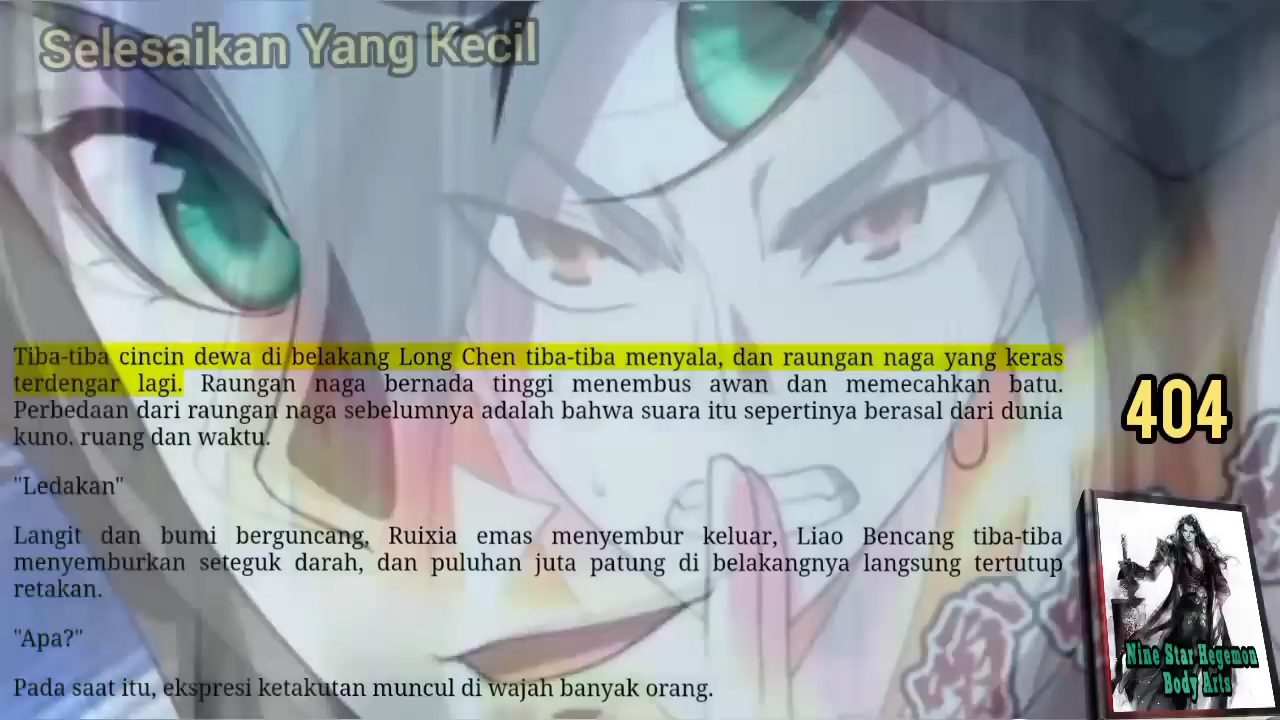 Selesaikan Yang Kecil
Tiba-tiba cincin dewa di belakang Long Chen tiba-tiba menyala, dan raungan naga yang keras
terdengar lagi. Raungan naga bernada tinggi menembus awan dan memecahkan batu.
Perbedaan dari raungan naga sebelumnya adalah bahwa suara itu sepertinya berasal dari dunia
kuno. ruang dan waktu.
"Ledakan"
Langit dan bumi berguncang, Ruixia emas menyembur keluar, Liao Bencang tiba-tiba
menyemburkan seteguk darah, dan puluhan juta patung di belakangnya langsung tertutup
retakan.
"Apa?"
Pada saat itu, ekspresi ketakutan muncul di wajah banyak orang.
404
Nine Star Hegemon
Body Arts